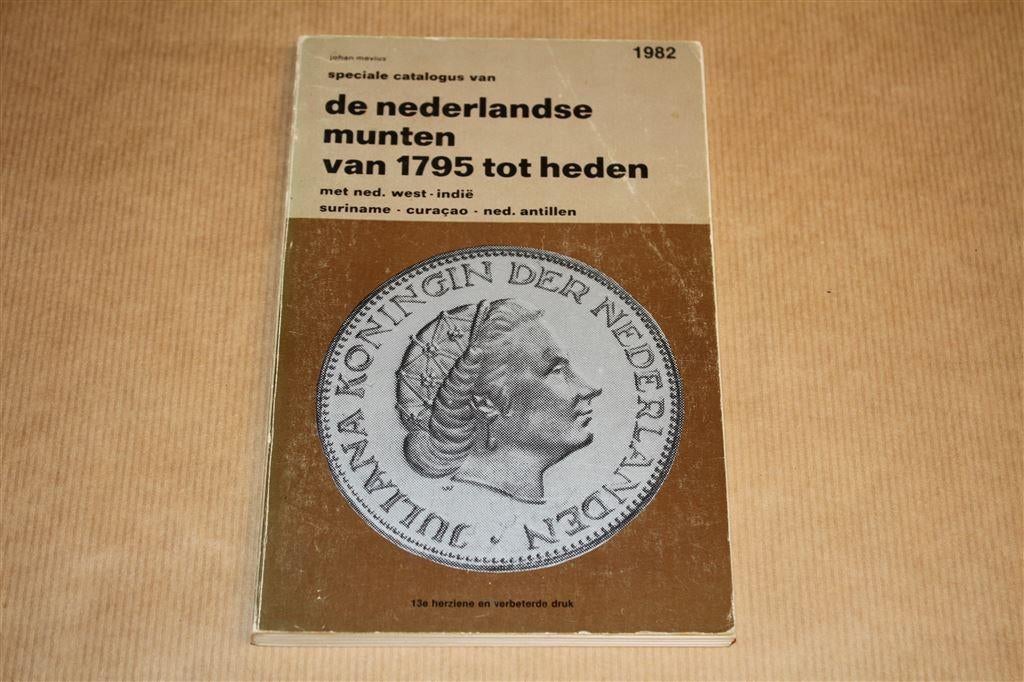 johan mevius
1982
speciale catalogus van
de nederlandse
munten
van 1795 tot heden
met ned. west-indië
suriname - curaçao - ned. antillen
JULIANA KONINGIN DER NEDERLANDEN
13e herziene en verbeterde druk